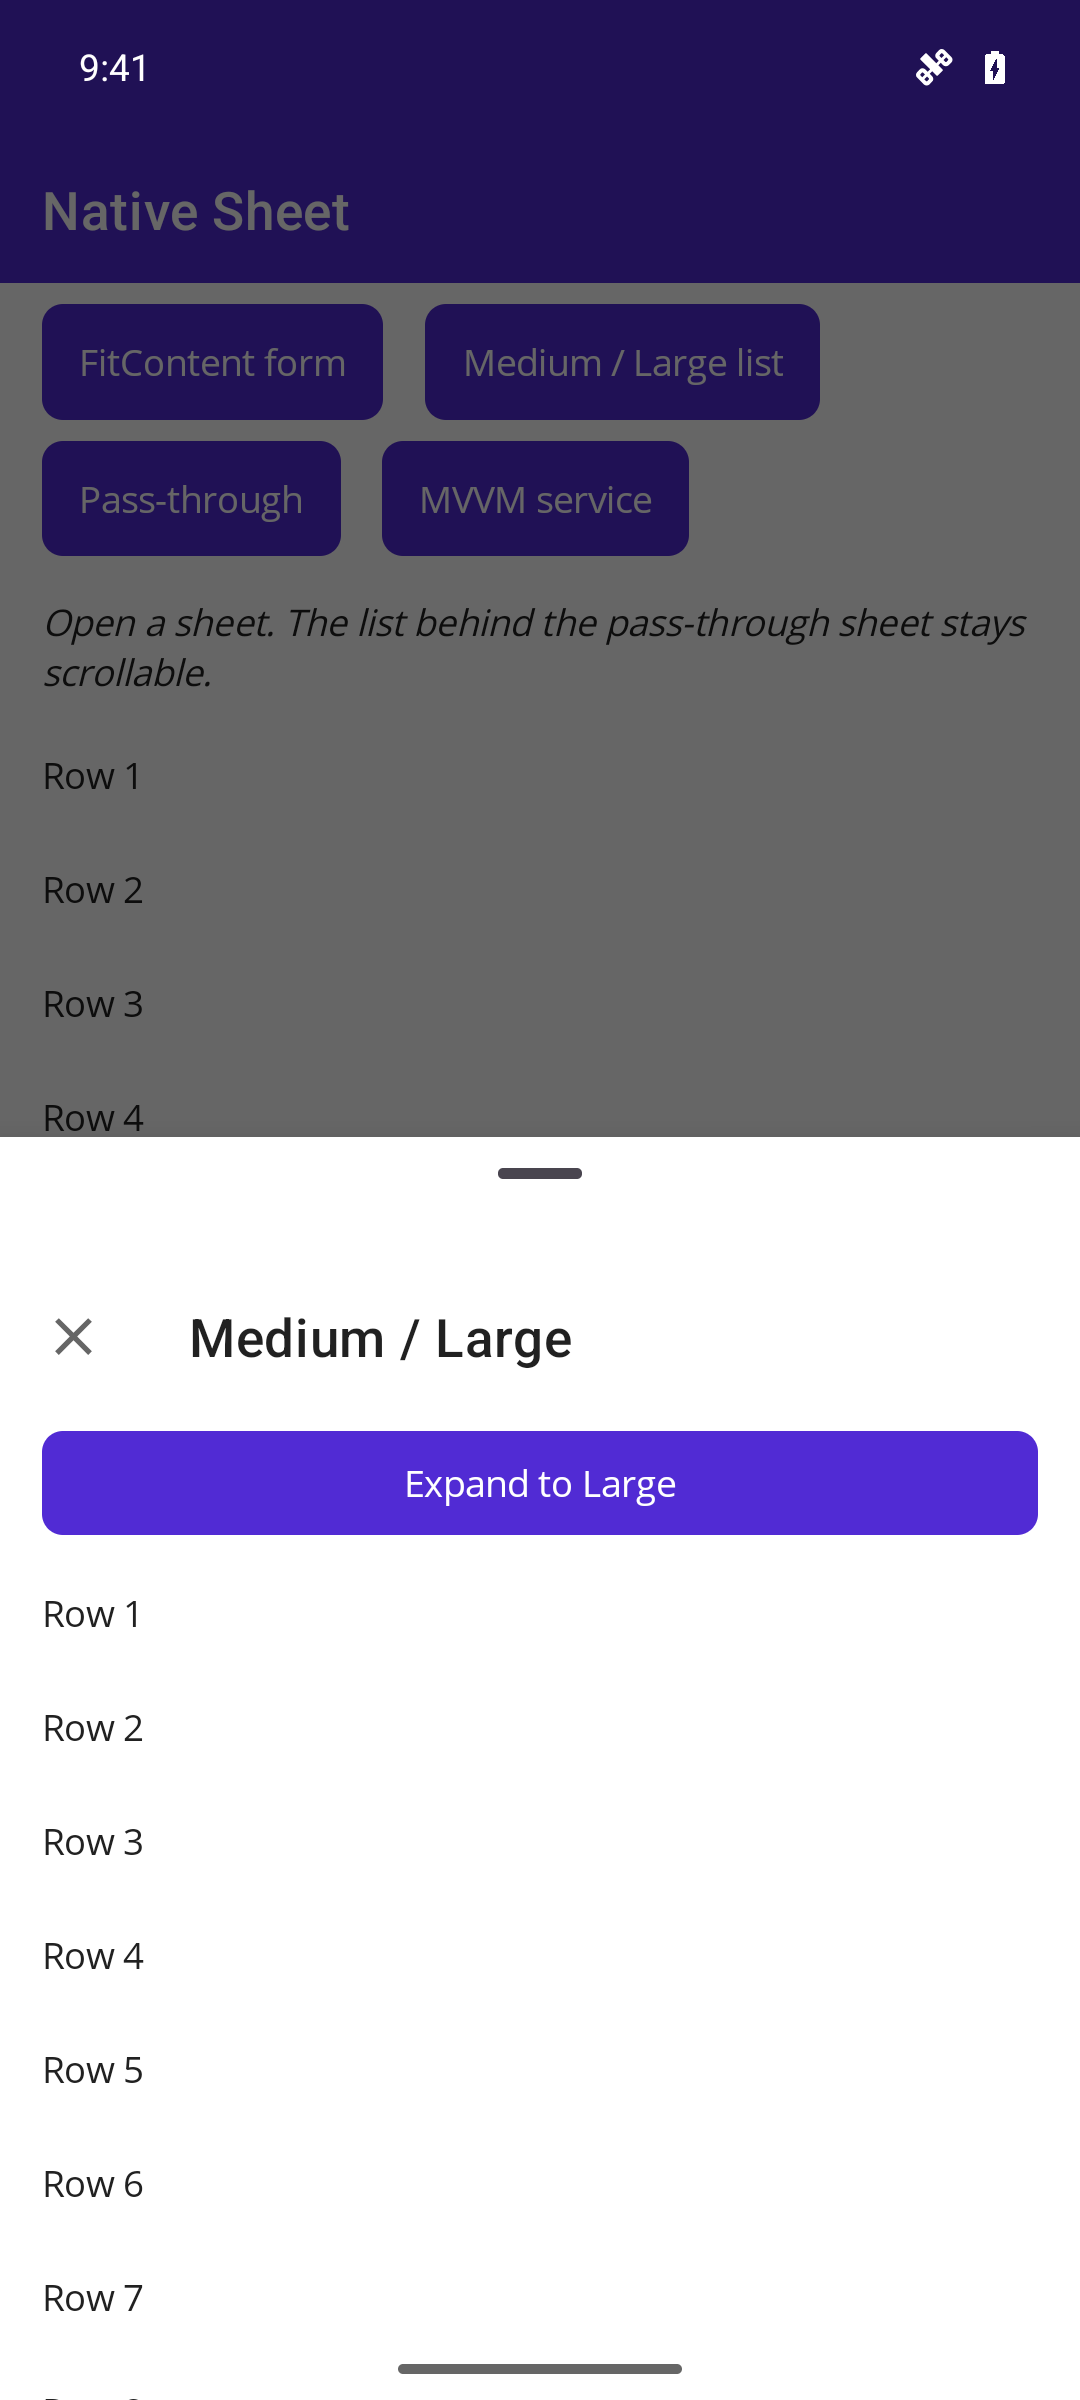 9:41
Native Sheet
FitContent form
Medium / Large list
Pass-through
MVVM service
Open a sheet. The list behind the pass-through sheet stays
scrollable.
Row 1
Row 2
Row 3
Row 4
Medium / Large
Expand to Large
Row 1
Row 2
Row 3
Row 4
Row 5
Row 6
Row 7